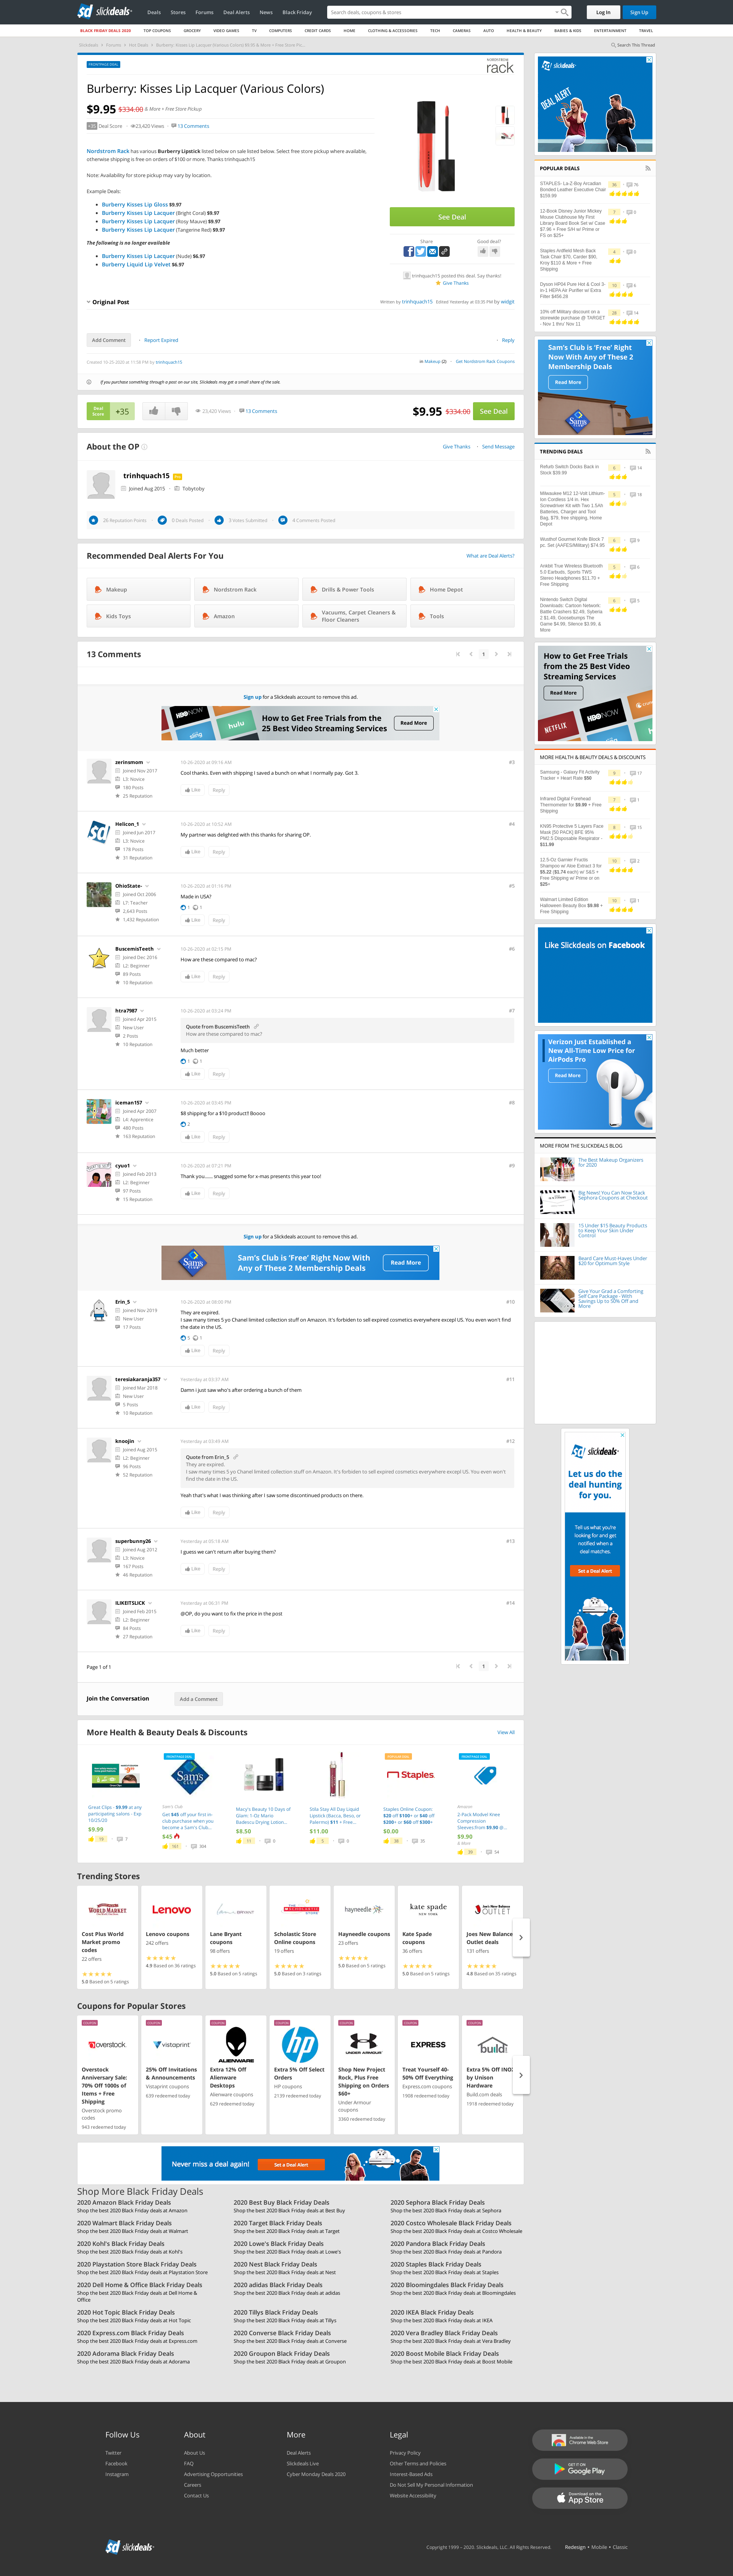 slickdeals
Deals Stores Forums Deal Alerts News Black Friday
Search deals, coupons & stores
Log In Sign Up
BLACK FRIDAY DEALS 2020 TOP COUPONS GROCERY VIDEO GAMES TV COMPUTERS CREDIT CARDS HOME CLOTHING & ACCESSORIES TECH CAMERAS AUTO HEALTH & BEAUTY BABIES & KIDS ENTERTAINMENT TRAVEL
Slickdeals Forums Hot Deals Burberry: Kisses Lip Lacquer (Various Colors) $9.95 & More + Free Store Pic...
Search This Thread
FRONTPAGE DEAL
NORDSTROM rack
Burberry: Kisses Lip Lacquer (Various Colors)
$9.95 $334.00 & More + Free Store Pickup
+35 Deal Score 23,420 Views 13 Comments
Nordstrom Rack has various Burberry Lipstick listed below on sale listed below. Select free store pickup where available,
otherwise shipping is free on orders of $100 or more. Thanks trinhquach15
Note: Availability for store pickup may vary by location.
Example Deals:
Burberry Kisses Lip Gloss $9.97
Burberry Kisses Lip Lacquer (Bright Coral) $9.97
Burberry Kisses Lip Lacquer (Rosy Mauve) $9.97
Burberry Kisses Lip Lacquer (Tangerine Red) $9.97
The following is no longer available
Burberry Kisses Lip Lacquer (Nude) $6.97
Burberry Liquid Lip Velvet $6.97
See Deal
Share Good deal?
trinhquach15 posted this deal. Say thanks!
Give Thanks
Original Post
Written by trinhquach15 Edited Yesterday at 03:35 PM by widgit
Add Comment Report Expired Reply
Created 10-25-2020 at 11:58 PM by trinhquach15
in Makeup (2) Get Nordstrom Rack Coupons
If you purchase something through a post on our site, Slickdeals may get a small share of the sale.
Deal Score +35 23,420 Views 13 Comments $9.95 $334.00 See Deal
About the OP
Give Thanks Send Message
trinhquach15
Joined Aug 2015 Tobytoby
28 Reputation Points 0 Deals Posted 0 Votes Submitted 4 Comments Posted
Recommended Deal Alerts For You
What are Deal Alerts?
Makeup
Nordstrom Rack
Drills & Power Tools
Home Depot
Kids Toys
Amazon
Vacuums, Carpet Cleaners & Floor Cleaners
Tools
13 Comments
1
Sign up for a Slickdeals account to remove this ad.
How to Get Free Trials from the
25 Best Video Streaming Services
Read More
zerinsmom
Joined Nov 2017
L3: Novice
180 Posts
25 Reputation
10-26-2020 at 09:16 AM #3
Cool thanks. Even with shipping I saved a bunch on what I normally pay. Got 3.
Like Reply
Helicon_1
Joined Jun 2017
L3: Novice
178 Posts
31 Reputation
10-26-2020 at 10:52 AM #4
My partner was delighted with this thanks for sharing OP.
Like Reply
OhioState-
Joined Oct 2006
L7: Teacher
2,643 Posts
1,432 Reputation
10-26-2020 at 01:16 PM #5
Made in USA?
1 1
Like Reply
BuscemisTeeth
Joined Dec 2016
L2: Beginner
89 Posts
10 Reputation
10-26-2020 at 02:15 PM #6
How are these compared to mac?
Like Reply
htra7987
Joined Apr 2015
New User
2 Posts
10 Reputation
10-26-2020 at 03:24 PM #7
Quote from BuscemisTeeth
How are these compared to mac?
Much better
1 1
Like Reply
iceman157
Joined Apr 2007
L4: Apprentice
480 Posts
163 Reputation
10-26-2020 at 03:45 PM #8
$8 shipping for a $10 product!! Boooo
2
Like Reply
cyuo1
Joined Feb 2013
L2: Beginner
97 Posts
15 Reputation
10-26-2020 at 07:21 PM #9
Thank you...... snagged some for x-mas presents this year too!
Like Reply
Sign up for a Slickdeals account to remove this ad.
Sam's Club is 'Free' Right Now With
Any of These 2 Membership Deals
Read More
Erin_S
Joined Nov 2019
New User
17 Posts
10-26-2020 at 08:00 PM #10
They are expired.
I saw many times 5 yo Chanel limited collection stuff on Amazon. It's forbiden to sell expired cosmetics everywhere excepl US. You even won't find
the date in the US.
5 1
Like Reply
teresiakaranja357
Joined Mar 2018
New User
5 Posts
10 Reputation
Yesterday at 03:37 AM #11
Damn i just saw who's after ordering a bunch of them
Like Reply
knoojin
Joined Aug 2015
L2: Beginner
96 Posts
52 Reputation
Yesterday at 03:49 AM #12
Quote from Erin_S
They are expired.
I saw many times 5 yo Chanel limited collection stuff on Amazon. It's forbiden to sell expired cosmetics everywhere excepl US. You even won't
find the date in the US.
Yeah that's what I was thinking after I saw some discontinued products on there.
Like Reply
superbunny26
Joined Aug 2012
L3: Novice
167 Posts
46 Reputation
Yesterday at 05:19 AM #13
I guess we can't return after buying them?
Like Reply
ILIKEITSLICK
Joined Feb 2015
L2: Beginner
84 Posts
27 Reputation
Yesterday at 06:31 PM #14
@OP, do you want to fix the price in the post
Like Reply
Page 1 of 1
1
Join the Conversation Add a Comment
More Health & Beauty Deals & Discounts
View All
Great Clips - $9.99 at any participating salons - Exp 10/25/20
$9.99
Sam's Club
Get $45 off your first in-club purchase when you become a Sam's Club...
$45
Macy's Beauty 10 Days of Glam: 1-Oz Mario Badescu Drying Lotion...
$8.50
Stila Stay All Day Liquid Lipstick (Bacca, Beso, or Palermo) $11 + Free...
$11.00
Staples Online Coupon: $20 off $100+ or $40 off $200+ or $60 off $300+
$0.00
Amazon
2-Pack Modvel Knee Compression Sleeves from $9.90 @...
$9.90
& More
Trending Stores
Cost Plus World Market promo codes
22 offers
5.0 Based on 5 ratings
Lenovo
Lenovo coupons
242 offers
4.9 Based on 36 ratings
Lane Bryant coupons
98 offers
5.0 Based on 5 ratings
Scholastic Store Online coupons
19 offers
5.0 Based on 3 ratings
hayneedle
Hayneedle coupons
23 offers
5.0 Based on 5 ratings
kate spade
NEW YORK
Kate Spade coupons
36 offers
5.0 Based on 5 ratings
Joe's New Balance OUTLET
Joes New Balance Outlet deals
131 offers
4.8 Based on 35 ratings
Coupons for Popular Stores
COUPON
overstock
Overstock Anniversary Sale: 70% Off 1000s of Items + Free Shipping
Overstock promo codes
943 redeemed today
COUPON
vistaprint
25% Off Invitations & Announcements
Vistaprint coupons
639 redeemed today
COUPON
ALIENWARE
Extra 12% Off Alienware Desktops
Alienware coupons
629 redeemed today
COUPON
hp
Extra 5% Off Select Orders
HP coupons
2139 redeemed today
COUPON
UNDER ARMOUR
Shop New Project Rock, Plus Free Shipping on Orders $60+
Under Armour coupons
3360 redeemed today
COUPON
EXPRESS
Treat Yourself 40-50% Off Everything
Express.com coupons
1908 redeemed today
COUPON
build
Extra 5% Off INOX by Unison Hardware
Build.com deals
1918 redeemed today
Never miss a deal again! Set a Deal Alert
Shop More Black Friday Deals
2020 Amazon Black Friday Deals
Shop the best 2020 Black Friday deals at Amazon
2020 Best Buy Black Friday Deals
Shop the best 2020 Black Friday deals at Best Buy
2020 Sephora Black Friday Deals
Shop the best 2020 Black Friday deals at Sephora
2020 Walmart Black Friday Deals
Shop the best 2020 Black Friday deals at Walmart
2020 Target Black Friday Deals
Shop the best 2020 Black Friday deals at Target
2020 Costco Wholesale Black Friday Deals
Shop the best 2020 Black Friday deals at Costco Wholesale
2020 Kohl's Black Friday Deals
Shop the best 2020 Black Friday deals at Kohl's
2020 Lowe's Black Friday Deals
Shop the best 2020 Black Friday deals at Lowe's
2020 Pandora Black Friday Deals
Shop the best 2020 Black Friday deals at Pandora
2020 Playstation Store Black Friday Deals
Shop the best 2020 Black Friday deals at Playstation Store
2020 Nest Black Friday Deals
Shop the best 2020 Black Friday deals at Nest
2020 Staples Black Friday Deals
Shop the best 2020 Black Friday deals at Staples
2020 Dell Home & Office Black Friday Deals
Shop the best 2020 Black Friday deals at Dell Home &
Office
2020 adidas Black Friday Deals
Shop the best 2020 Black Friday deals at adidas
2020 Bloomingdales Black Friday Deals
Shop the best 2020 Black Friday deals at Bloomingdales
2020 Hot Topic Black Friday Deals
Shop the best 2020 Black Friday deals at Hot Topic
2020 Tillys Black Friday Deals
Shop the best 2020 Black Friday deals at Tillys
2020 IKEA Black Friday Deals
Shop the best 2020 Black Friday deals at IKEA
2020 Express.com Black Friday Deals
Shop the best 2020 Black Friday deals at Express.com
2020 Converse Black Friday Deals
Shop the best 2020 Black Friday deals at Converse
2020 Vera Bradley Black Friday Deals
Shop the best 2020 Black Friday deals at Vera Bradley
2020 Adorama Black Friday Deals
Shop the best 2020 Black Friday deals at Adorama
2020 Groupon Black Friday Deals
Shop the best 2020 Black Friday deals at Groupon
2020 Boost Mobile Black Friday Deals
Shop the best 2020 Black Friday deals at Boost Mobile
slickdeals
DEAL ALERT
POPULAR DEALS
STAPLES- La-Z-Boy Arcadian Bonded Leather Executive Chair $159.99
12-Book Disney Junior Mickey Mouse Clubhouse My First Library Board Book Set w/ Case $7.98 + Free S/H w/ Prime or FS on $25+
Staples Ardfield Mesh Back Task Chair $70, Carder $90, Kroy $110 & More + Free Shipping
Dyson HP04 Pure Hot & Cool 3-in-1 HEPA Air Purifier w/ Extra Filter $456.28
10% off Military discount on a storewide purchase @ TARGET - Nov 1 thru' Nov 11
Sam's Club is 'Free' Right
Now With Any of These 2
Membership Deals
Read More
TRENDING DEALS
Refurb Switch Docks Back in Stock $39.99
Milwaukee M12 12-Volt Lithium-Ion Cordless 1/4 in. Hex Screwdriver Kit with Two 1.5Ah Batteries, Charger and Tool Bag, $79, free shipping, Home Depot
Wusthof Gourmet Knife Block 7 pc. Set (AAFES/Military) $74.95
Ankbit True Wireless Bluetooth 5.0 Earbuds, Sports TWS Stereo Headphones $11.70 + Free Shipping
Nintendo Switch Digital Downloads: Cartoon Network: Battle Crashers $2.49, Syberia 2 $1.49, Goosebumps The Game $4.99, Silence $0.99, & More
How to Get Free Trials
from the 25 Best Video
Streaming Services
Read More
MORE HEALTH & BEAUTY DEALS & DISCOUNTS
Samsung - Galaxy Fit Activity Tracker + Heart Rate $50
Infrared Digital Forehead Thermometer for $9.99 + Free Shipping
KN95 Protective 5 Layers Face Mask [50 PACK] BFE 95% PM2.5 Disposable Respirator - $11.99
12.5-Oz Garnier Fructis Shampoo w/ Aloe Extract 3 for $5.22 ($1.74 each) w/ S&S + Free Shipping w/ Prime or on $25+
Walmart Limited Edition Halloween Beauty Box $9.98 + Free Shipping
Like Slickdeals on Facebook
Verizon Just Established a
New All-Time Low Price for
AirPods Pro
Read More
MORE FROM THE SLICKDEALS BLOG
The Best Makeup Organizers for 2020
Big News! You Can Now Stack Sephora Coupons at Checkout
15 Under $15 Beauty Products to Keep Your Skin Under Control
Beard Care Must-Haves Under $20 for Optimum Style
Give Your Grad a Comforting Self Care Package - With Savings Up to 50% Off and More
slickdeals
Let us do the
deal hunting
for you.
Tell us what you're
looking for and get
notified when a
deal matches.
Set a Deal Alert
Follow Us
Twitter
Facebook
Instagram
About
About Us
FAQ
Advertising Opportunities
Careers
Contact Us
More
Deal Alerts
Slickdeals Live
Cyber Monday Deals 2020
Legal
Privacy Policy
Other Terms and Policies
Interest-Based Ads
Do Not Sell My Personal Information
Website Accessibility
Available in the
Chrome Web Store
GET IT ON
Google Play
Download on the
App Store
slickdeals
Copyright 1999 - 2020. Slickdeals, LLC. All Rights Reserved. Redesign • Mobile • Classic